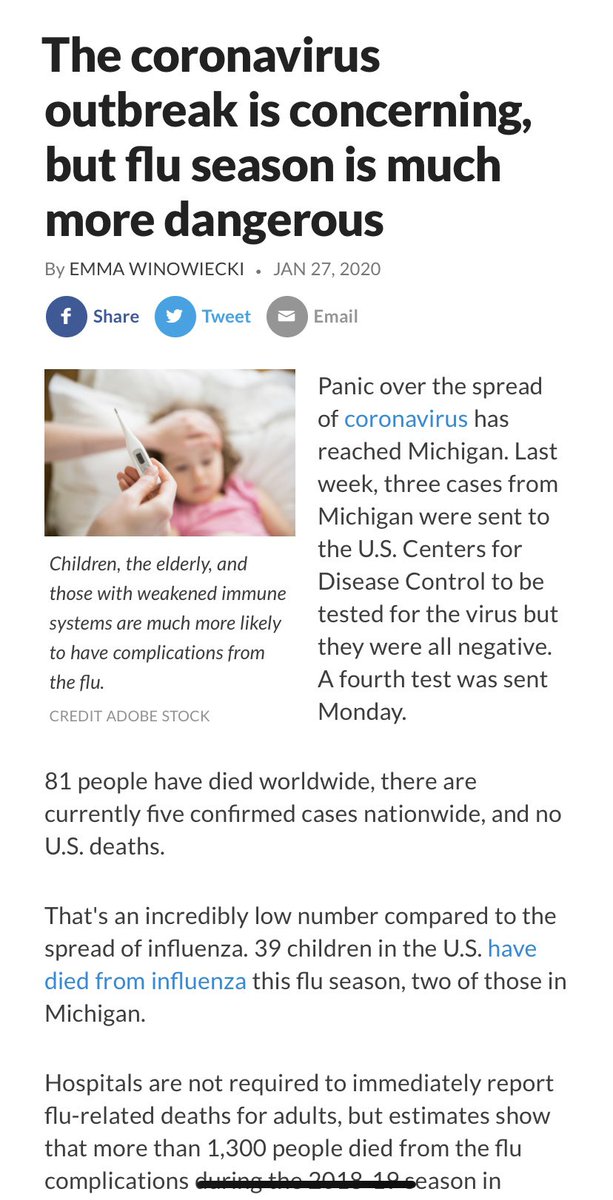 The coronavirus
outbreak is concerning,
but flu season is much
more dangerous
By EMMA WINOWIECKI • JAN 27, 2020
f Share Tweet Email
Panic over the spread
of coronavirus has
reached Michigan. Last
week, three cases from
Michigan were sent to
the U.S. Centers for
Disease Control to be
tested for the virus but
they were all negative.
A fourth test was sent
Monday.
Children, the elderly, and
those with weakened immune
systems are much more likely
to have complications from
the flu.
CREDIT ADOBE STOCK
81 people have died worldwide, there are
currently five confirmed cases nationwide, and no
U.S. deaths.
That's an incredibly low number compared to the
spread of influenza. 39 children in the U.S. have
died from influenza this flu season, two of those in
Michigan.
Hospitals are not required to immediately report
flu-related deaths for adults, but estimates show
that more than 1,300 people died from the flu
complications during the 2018-19 season in